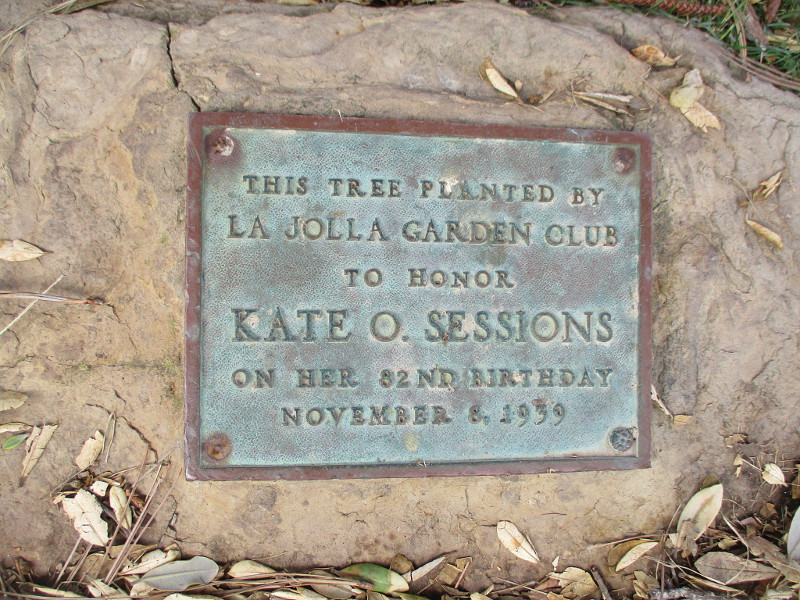 THIS TREE PLANTED BY
LA JOLLA GARDEN CLUB
TO HONOR
KATE O. SESSIONS
ON HER 82ND BIRTHDAY
NOVEMBER 8, 1939